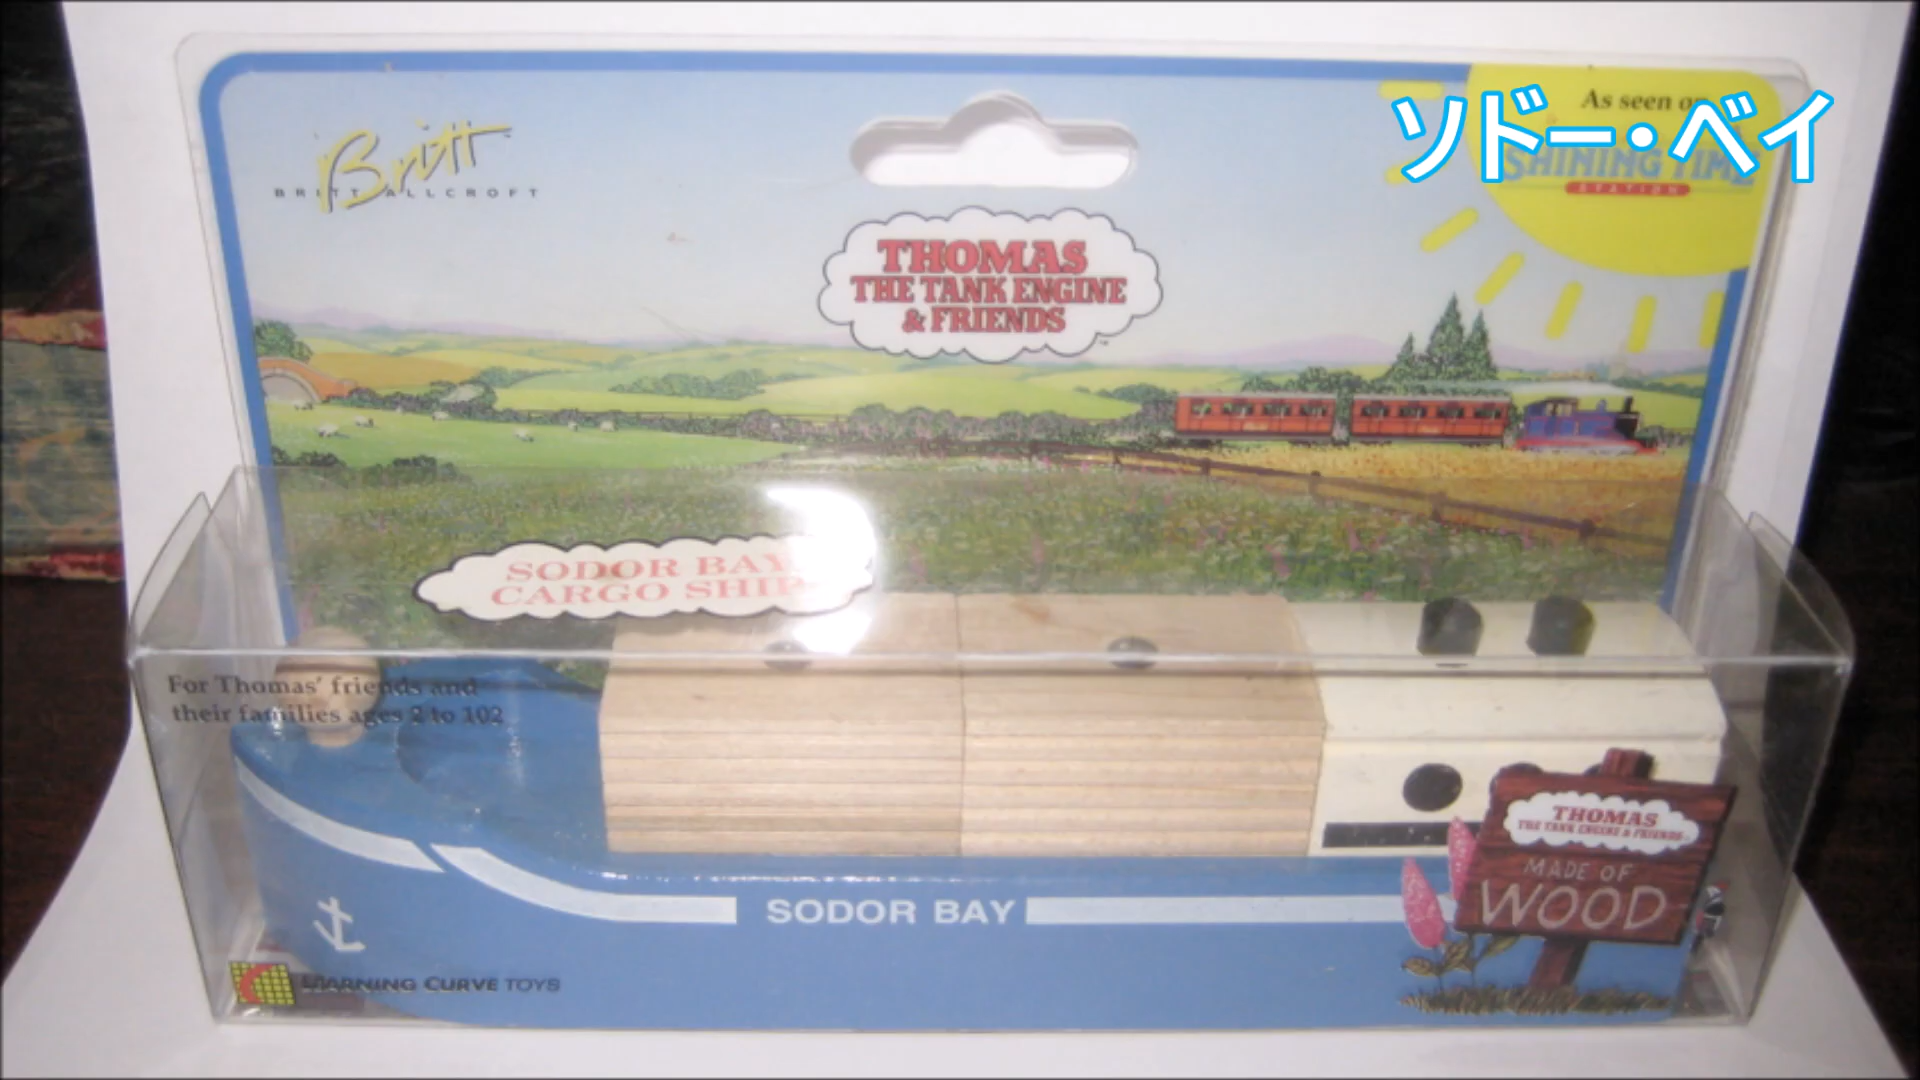 Britt
BRITT ALLCROFT
As seen on
ソドー・ベイ
SHINING TIME
STATION
THOMAS
THE TANK ENGINE
& FRIENDS
SODOR BAY
CARGO SHIP
For Thomas' friends and
their families ages 2 to 102
THOMAS
THE TANK ENGINE & FRIENDS
MADE OF
WOOD
SODOR BAY
LEARNING CURVE TOYS